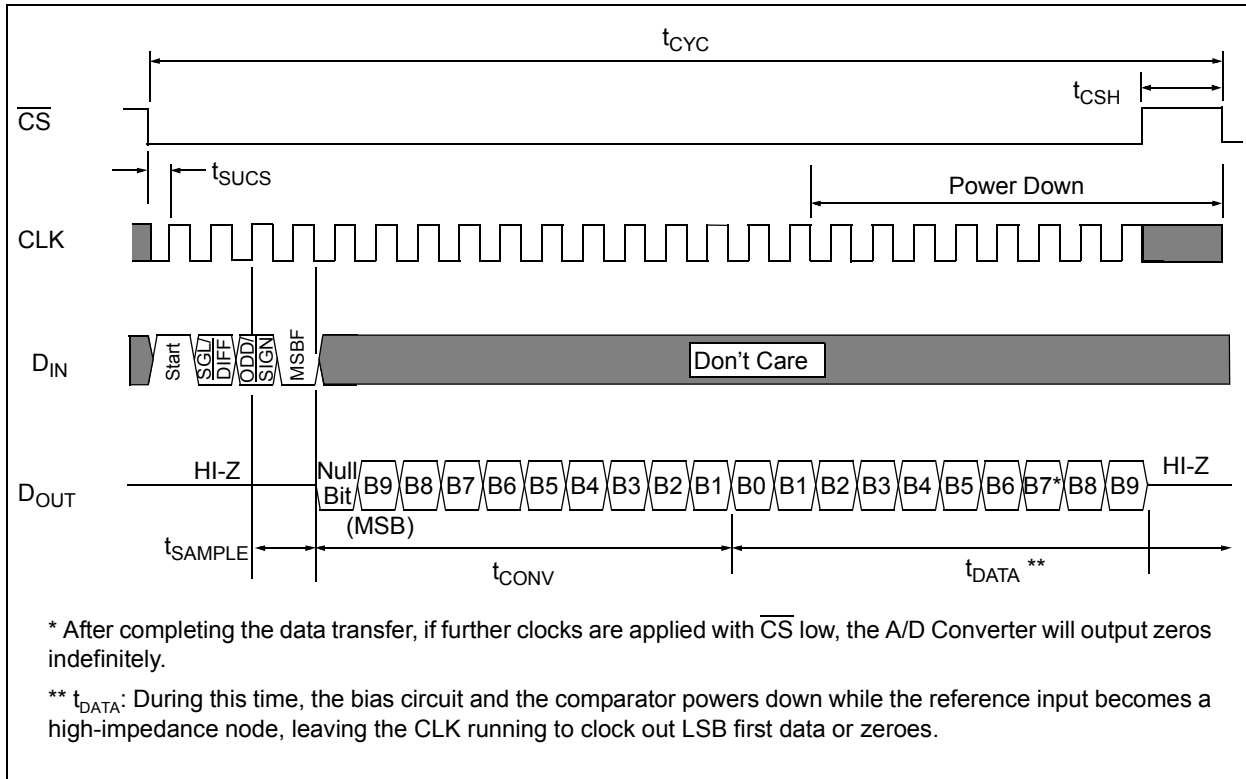 tCYC
tCSH
CS
tSUCS
Power Down
CLK
DIN
Start
SGL/
DIFF
ODD/
SIGN
MSBF
Don't Care
HI-Z
Null
Bit
B9 B8 B7 B6 B5 B4 B3 B2 B1 B0 B1 B2 B3 B4 B5 B6 B7* B8 B9
HI-Z
DOUT
(MSB)
tSAMPLE
tCONV
tDATA **
* After completing the data transfer, if further clocks are applied with CS low, the A/D Converter will output zeros
indefinitely.
** tDATA: During this time, the bias circuit and the comparator powers down while the reference input becomes a
high-impedance node, leaving the CLK running to clock out LSB first data or zeroes.